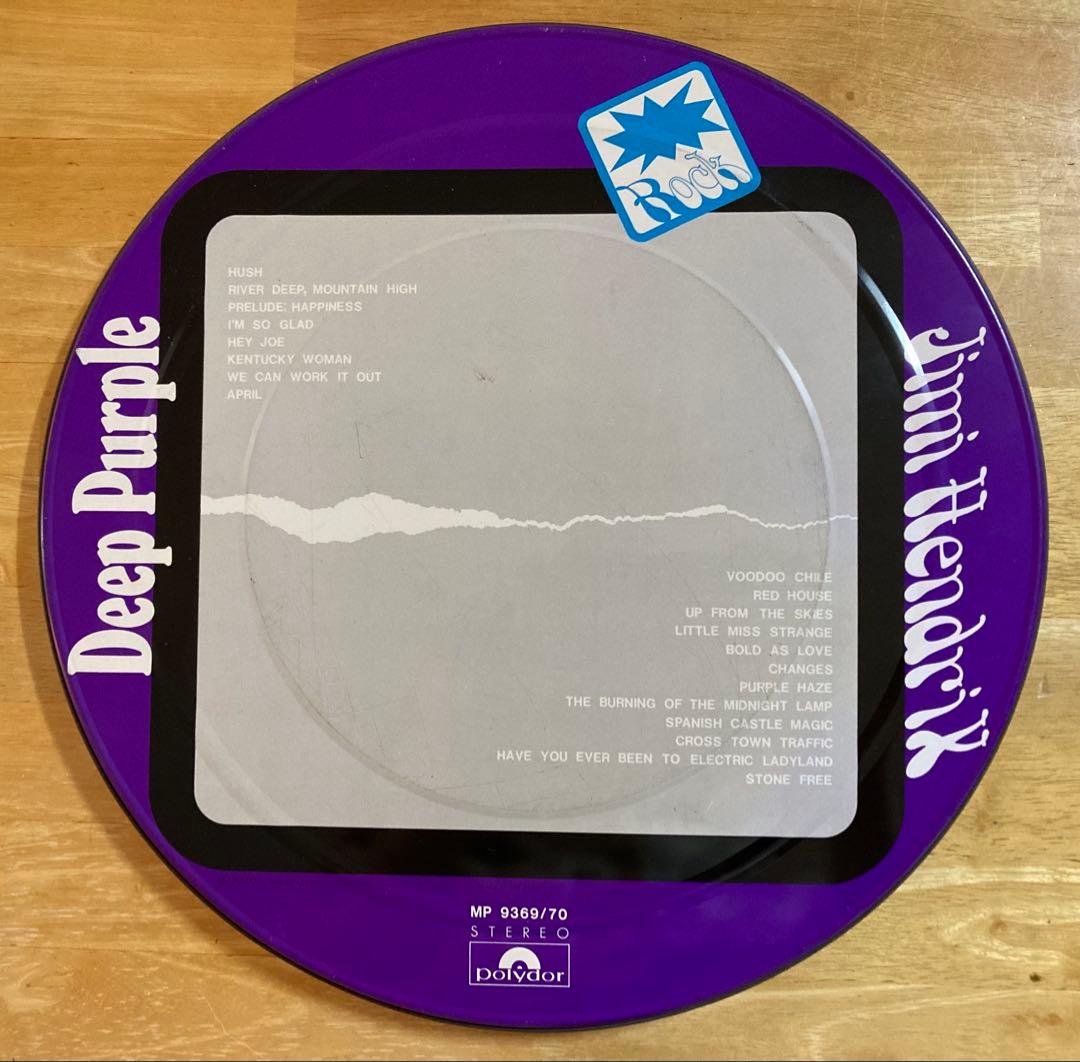 Rock
HUSH
RIVER DEEP, MOUNTAIN HIGH
PRELUDE: HAPPINESS
I'M SO GLAD
HEY JOE
KENTUCKY WOMAN
WE CAN WORK IT OUT
APRIL
Deep Purple
Jimi Hendrix
VOODOO CHILE
RED HOUSE
UP FROM THE SKIES
LITTLE MISS STRANGE
BOLD AS LOVE
CHANGES
PURPLE HAZE
THE BURNING OF THE MIDNIGHT LAMP
SPANISH CASTLE MAGIC
CROSS TOWN TRAFFIC
HAVE YOU EVER BEEN TO ELECTRIC LADYLAND
STONE FREE
MP 9369/70
STEREO
polydor